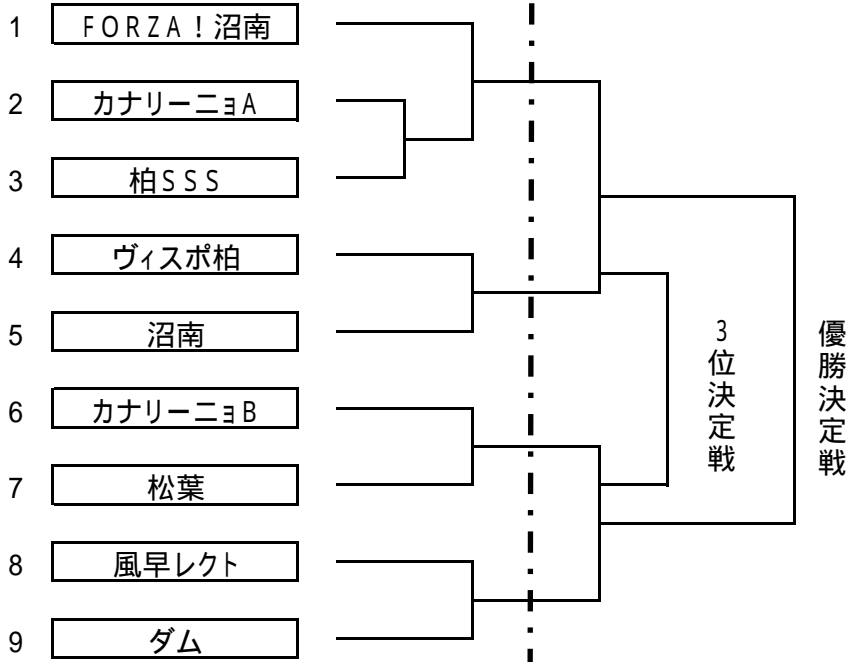 1 FORZA！沼南
2 カナリーニョA
3 柏SSS
4 ヴィスポ柏
5 沼南
6 カナリーニョB
7 松葉
8 風早レクト
9 ダム
3位決定戦
優勝決定戦